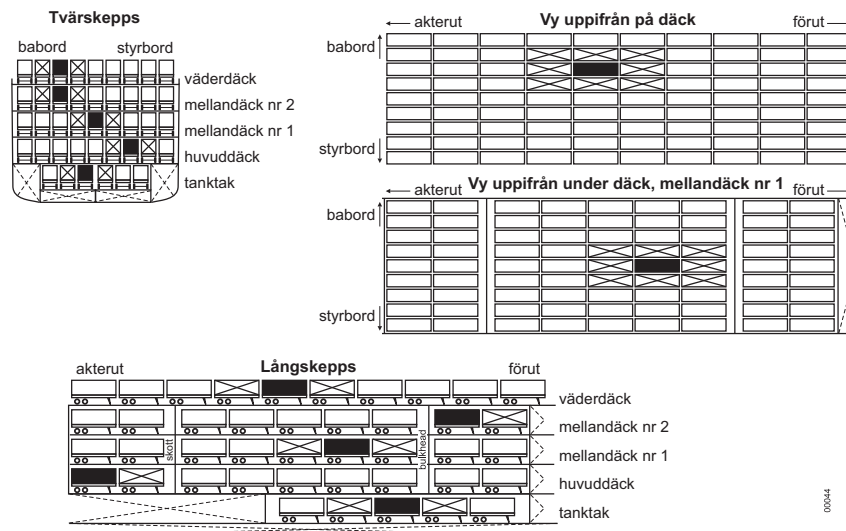 Tvärskepps
babord styrbord
väderdäck
mellandäck nr 2
mellandäck nr 1
huvuddäck
tanktak
Vy uppifrån på däck
akterut förut
babord
styrbord
Vy uppifrån under däck, mellandäck nr 1
akterut förut
babord
styrbord
Långskepps
akterut förut
väderdäck
mellandäck nr 2
mellandäck nr 1
huvuddäck
tanktak
skott
bulkhead
00044